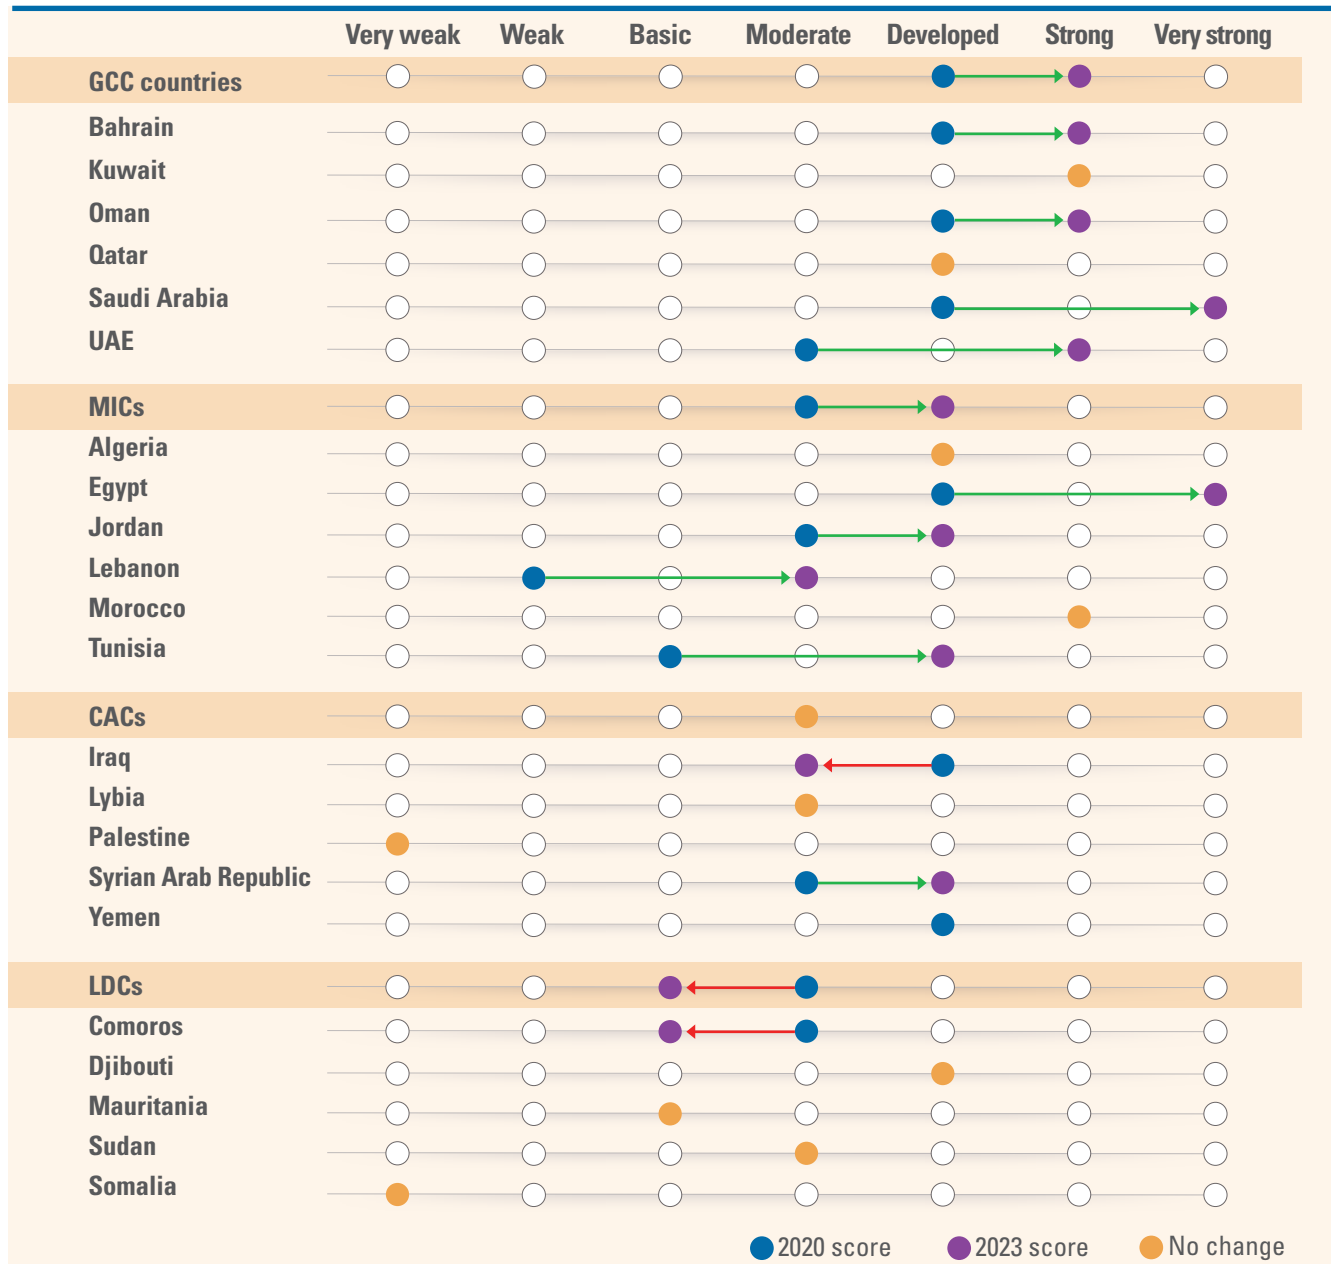 Very weak Weak Basic Moderate Developed Strong Very strong
GCC countries
Bahrain
Kuwait
Oman
Qatar
Saudi Arabia
UAE
MICs
Algeria
Egypt
Jordan
Lebanon
Morocco
Tunisia
CACs
Iraq
Lybia
Palestine
Syrian Arab Republic
Yemen
LDCs
Comoros
Djibouti
Mauritania
Sudan
Somalia
2020 score 2023 score No change